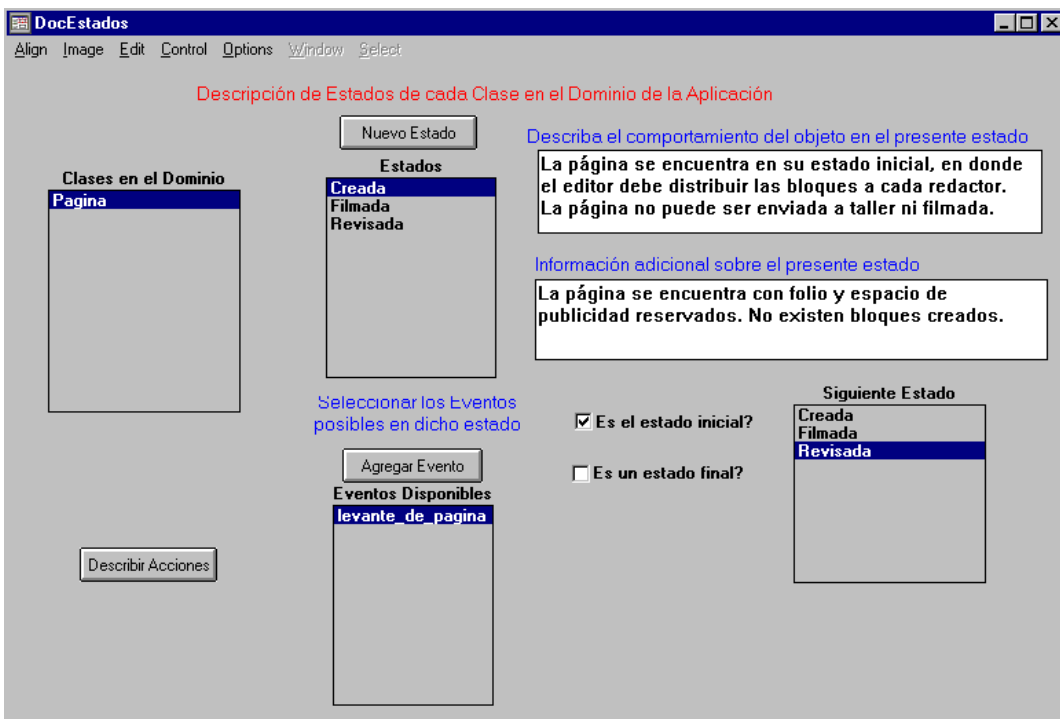 DocEstados
Align Image Edit Control Options Window Select
Descripción de Estados de cada Clase en el Dominio de la Aplicación
Nuevo Estado
Clases en el Dominio
Pagina
Estados
Creada
Filmada
Revisada
Describa el comportamiento del objeto en el presente estado
La página se encuentra en su estado inicial, en donde
el editor debe distribuir las bloques a cada redactor.
La página no puede ser enviada a taller ni filmada.
Información adicional sobre el presente estado
La página se encuentra con folio y espacio de
publicidad reservados. No existen bloques creados.
Seleccionar los Eventos
posibles en dicho estado
Agregar Evento
Eventos Disponibles
levante_de_pagina
Es el estado inicial?
Es un estado final?
Siguiente Estado
Creada
Filmada
Revisada
Describir Acciones